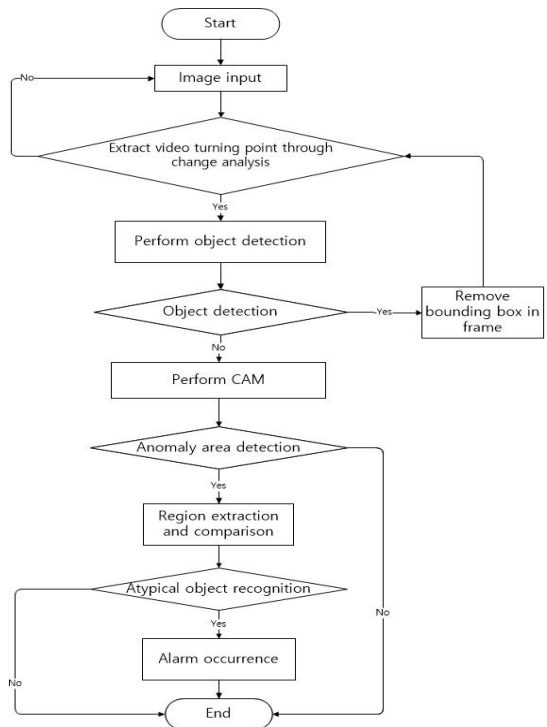 Start
No
Image input
Extract video turning point through
change analysis
Yes
Perform object detection
Object detection
Yes
Remove
bounding box in
frame
No
Perform CAM
Anomaly area detection
Yes
Region extraction
and comparison
Atypical object recognition
No
Yes
Alarm occurrence
No
End